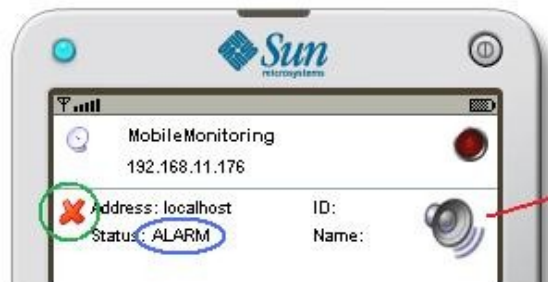 Sun
microsystems
MobileMonitoring
192.168.11.176
Address: localhost ID:
Status: ALARM Name: